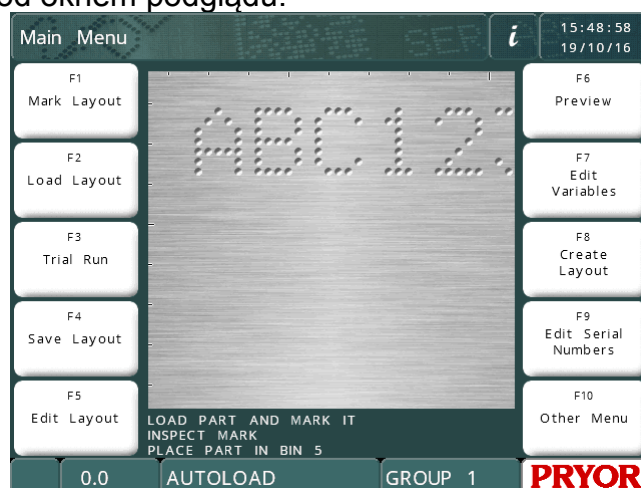 od oknem podglądu.
Main Menu
i
15:48:58
19/10/16
F1
Mark Layout
F2
Load Layout
F3
Trial Run
F4
Save Layout
F5
Edit Layout
ABC12
F6
Preview
F7
Edit
Variables
F8
Create
Layout
F9
Edit Serial
Numbers
F10
Other Menu
LOAD PART AND MARK IT
INSPECT MARK
PLACE PART IN BIN 5
0.0
AUTOLOAD
GROUP 1
PRYOR